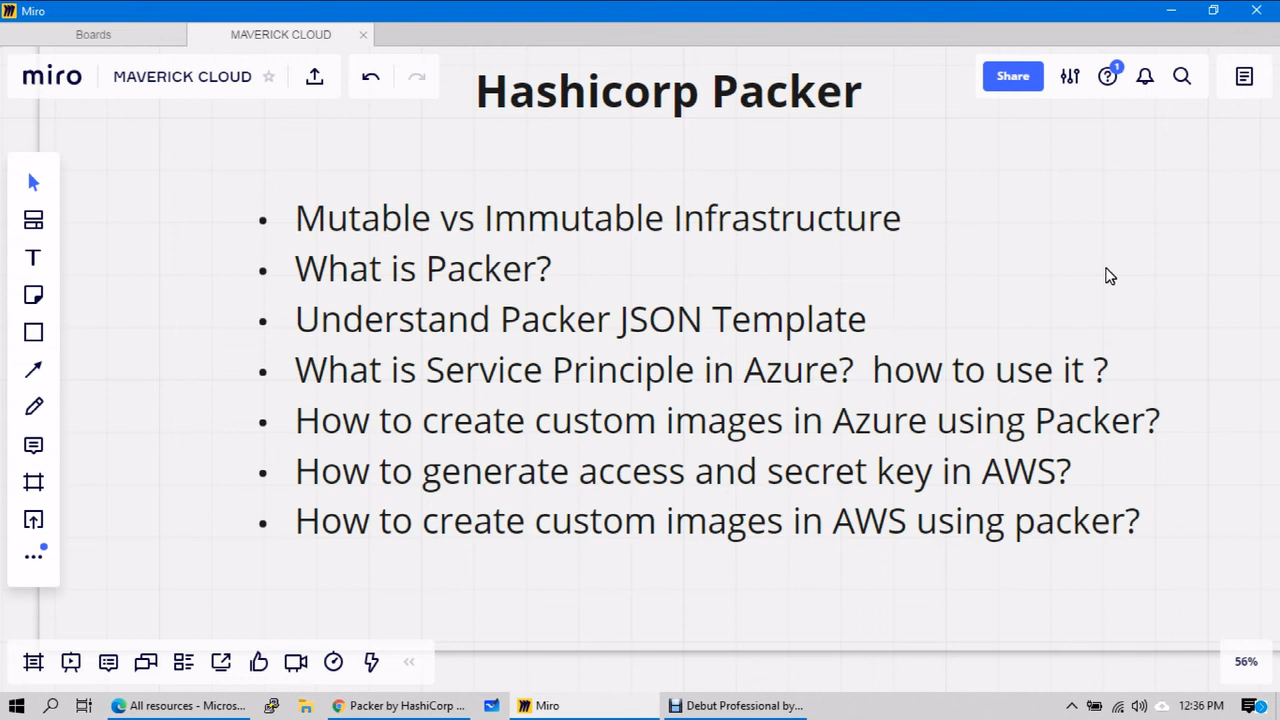 Miro
Boards
MAVERICK CLOUD
miro
MAVERICK CLOUD
Share
1
Hashicorp Packer
• Mutable vs Immutable Infrastructure
• What is Packer?
• Understand Packer JSON Template
• What is Service Principle in Azure?  how to use it ?
• How to create custom images in Azure using Packer?
• How to generate access and secret key in AWS?
• How to create custom images in AWS using packer?
56%
All resources - Micros...
Packer by HashiCorp ...
Miro
Debut Professional by...
12:36 PM